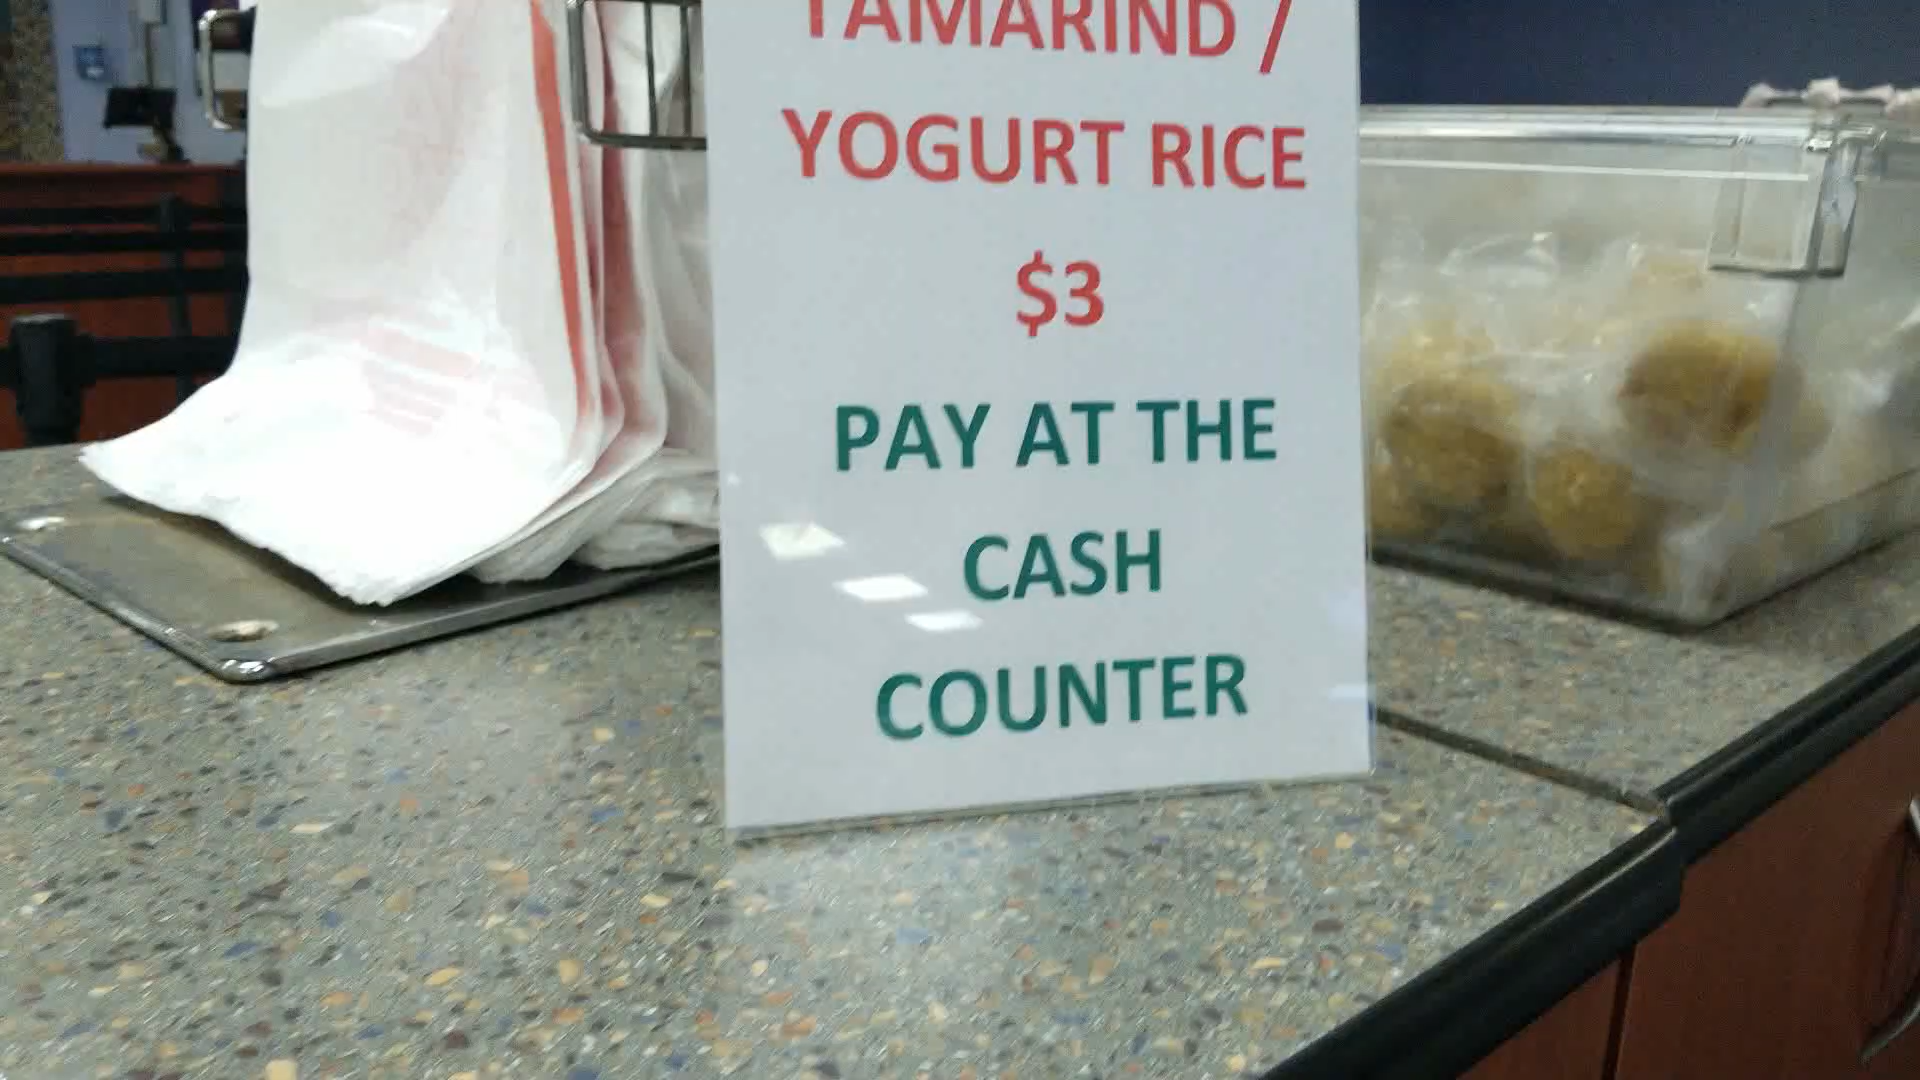 TAMARIND /
YOGURT RICE
$3
PAY AT THE
CASH
COUNTER